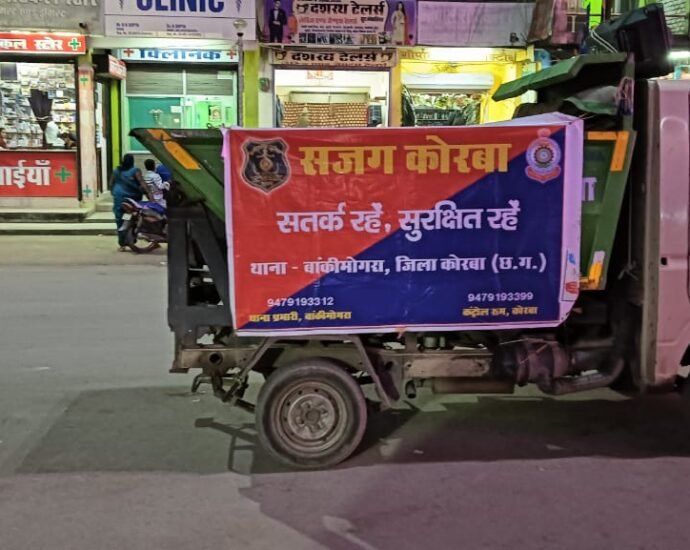 CLINIC
दशरथ टेलर्स
कल स्टोर
क्लिनिक
दशरथ टेलर्स
ाईयाँ
सजग कोरबा
सतर्क रहें, सुरक्षित रहें
थाना - बांकीमोगरा, जिला कोरबा (छ.ग.)
9479193312
थाना प्रभारी, बांकीमोगरा
9479193399
कंट्रोल रूम, कोरबा